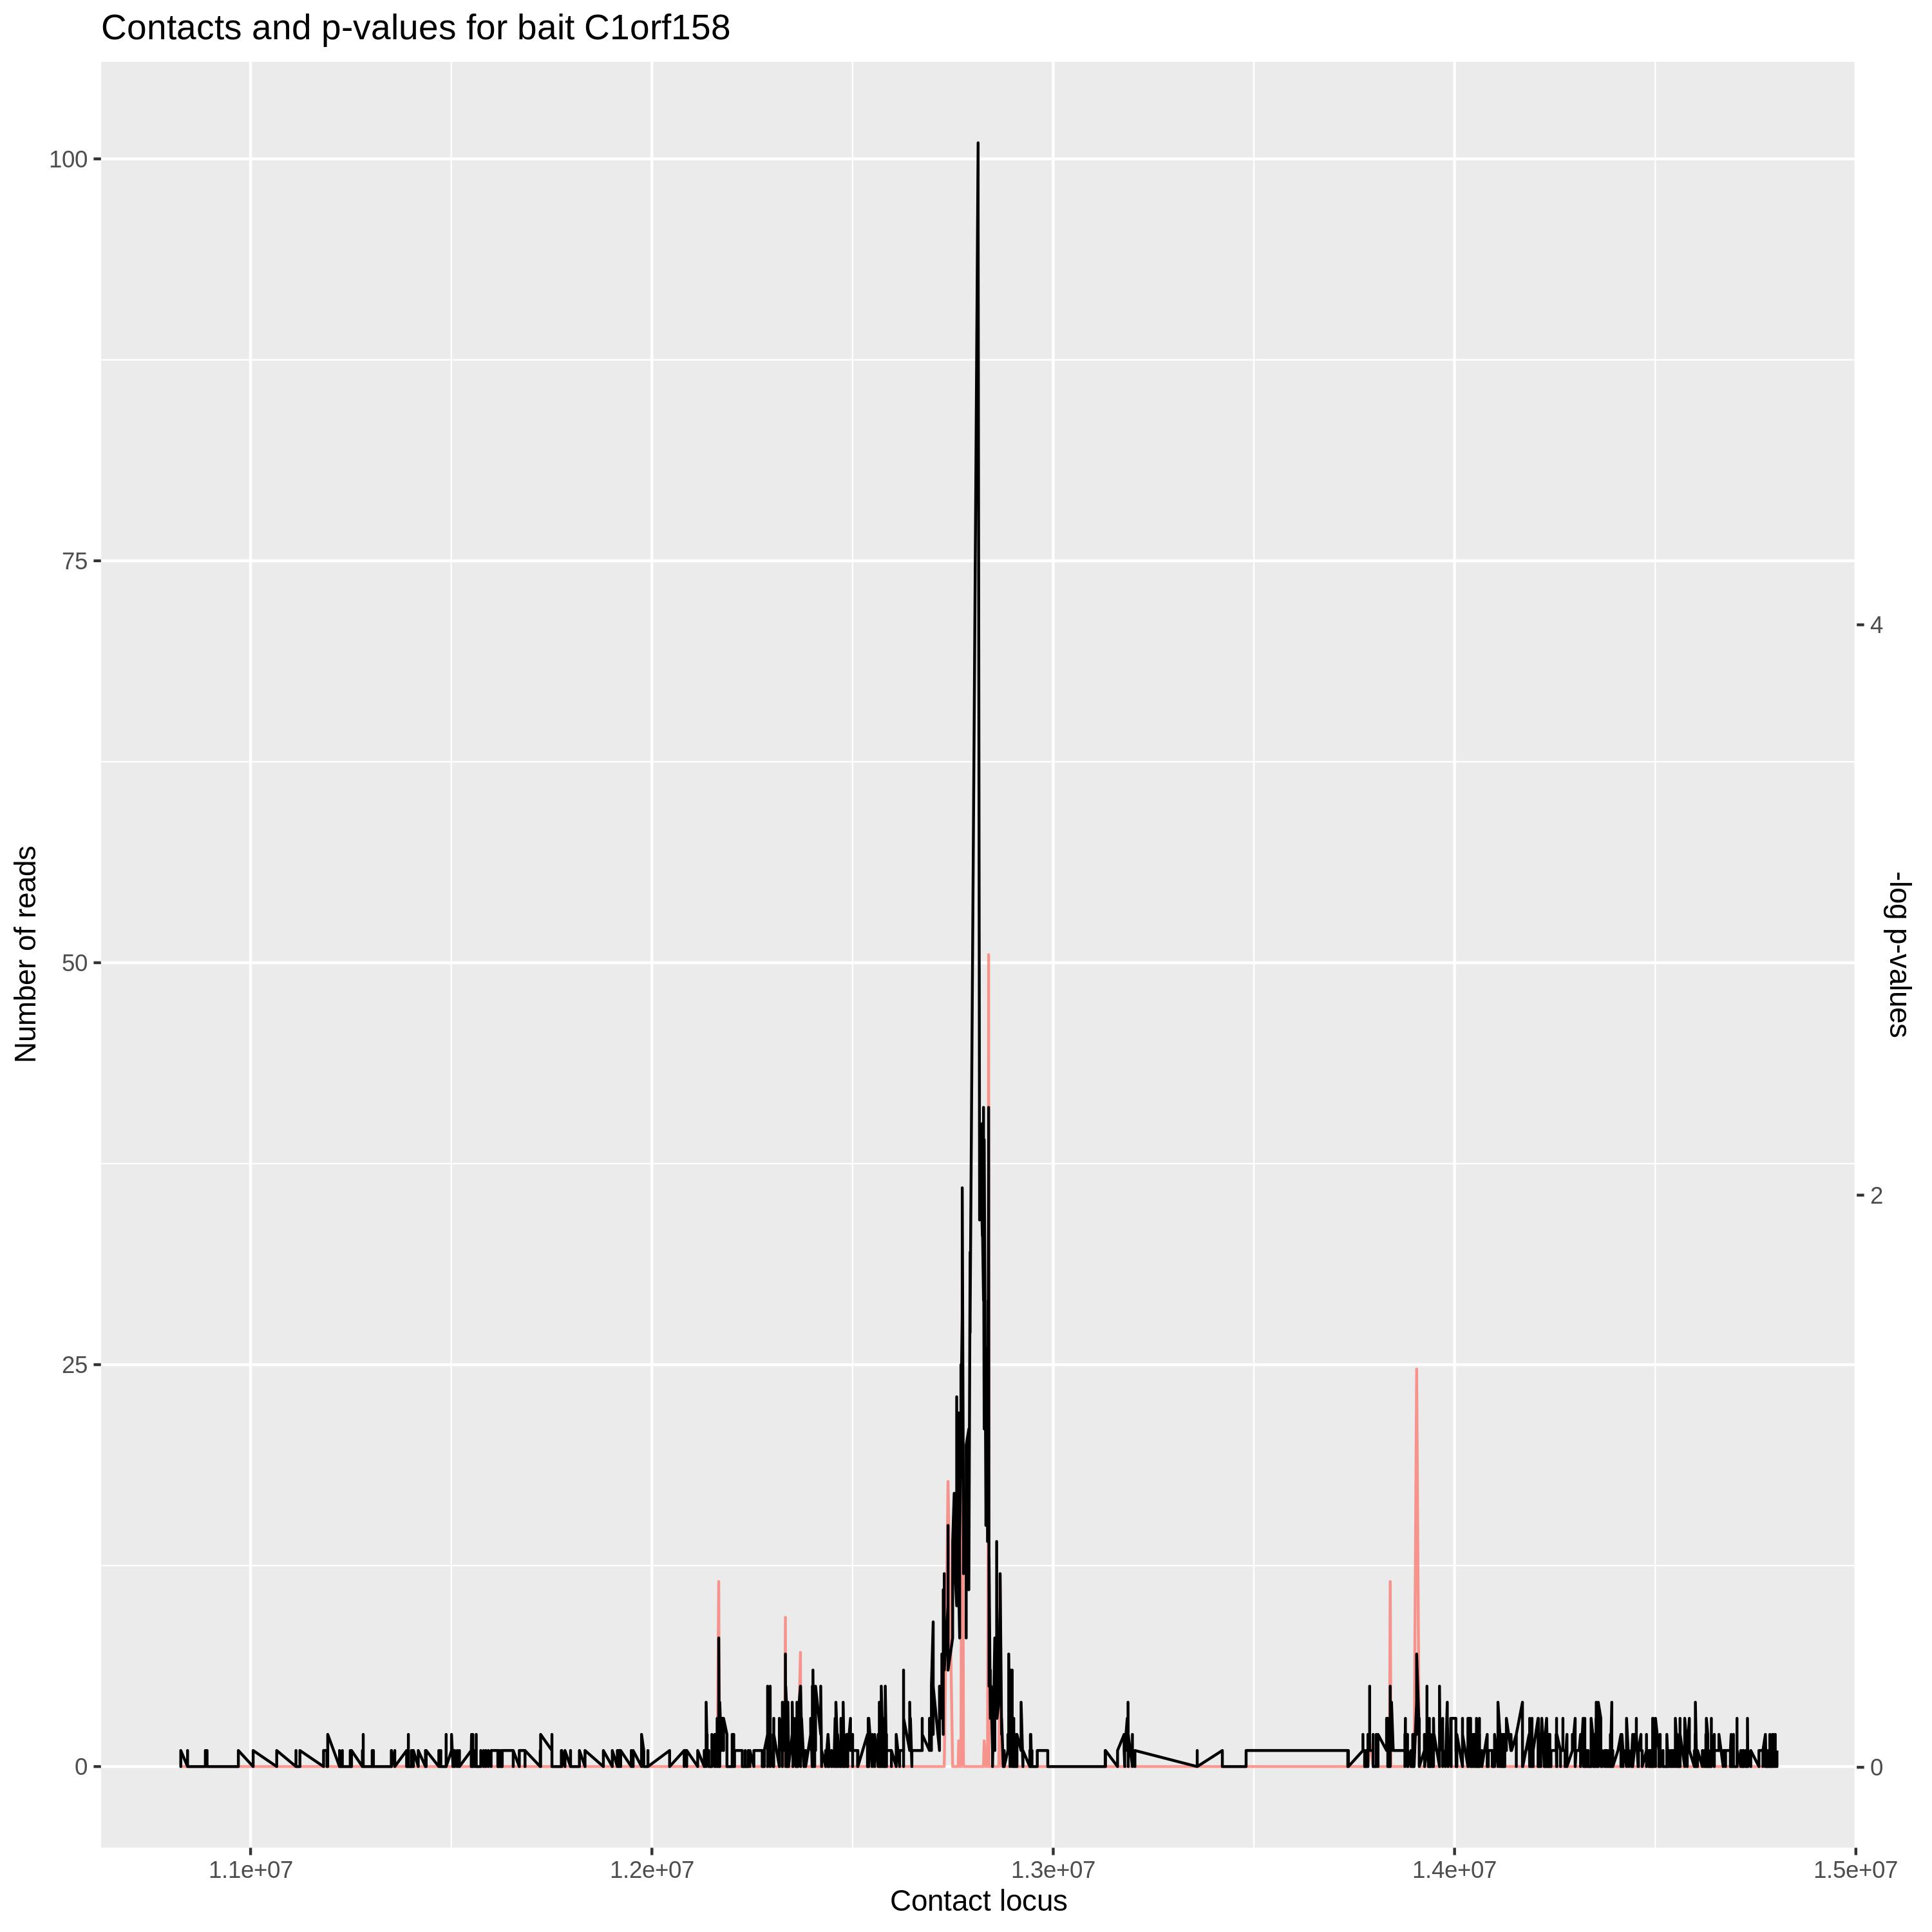 Contacts and p-values for bait C1orf158
100
75
50
25
0
Number of reads
4
2
0
-log p-values
1.1e+07 1.2e+07 1.3e+07 1.4e+07 1.5e+07
Contact locus